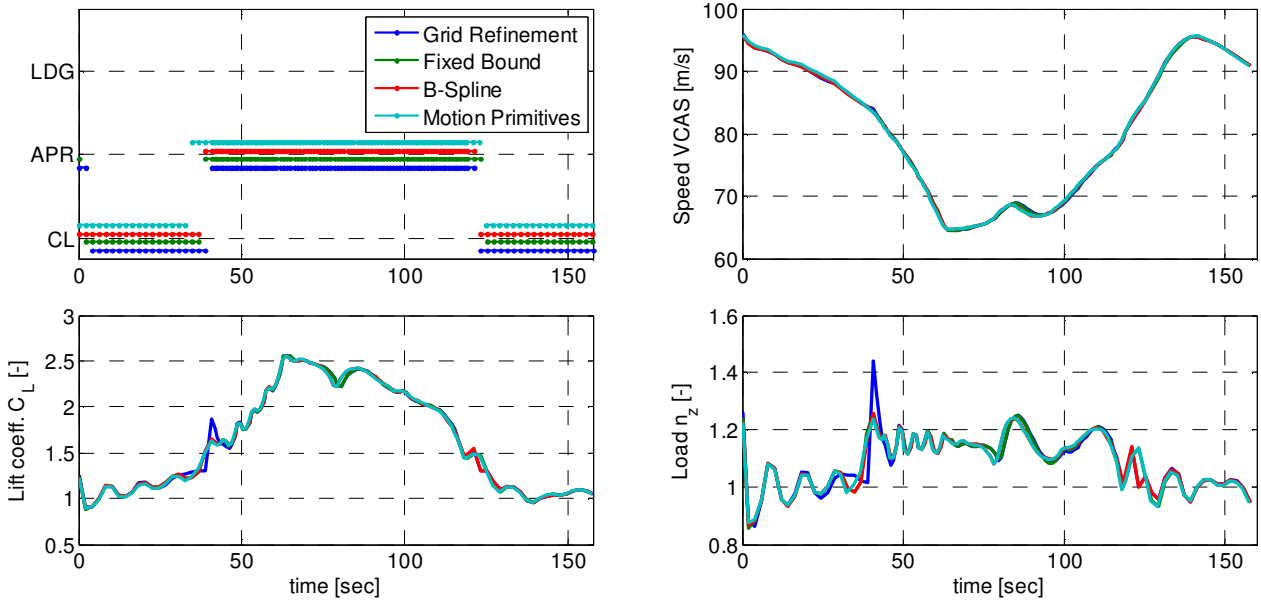 LDG
APR
CL
0
50
100
150
Grid Refinement
Fixed Bound
B-Spline
Motion Primitives
Speed VCAS [m/s]
100
90
80
70
60
0
50
100
150
Lift coeff. C_L [-]
3
2.5
2
1.5
1
0.5
0
50
100
150
time [sec]
Load n_z [-]
1.6
1.4
1.2
1
0.8
0
50
100
150
time [sec]